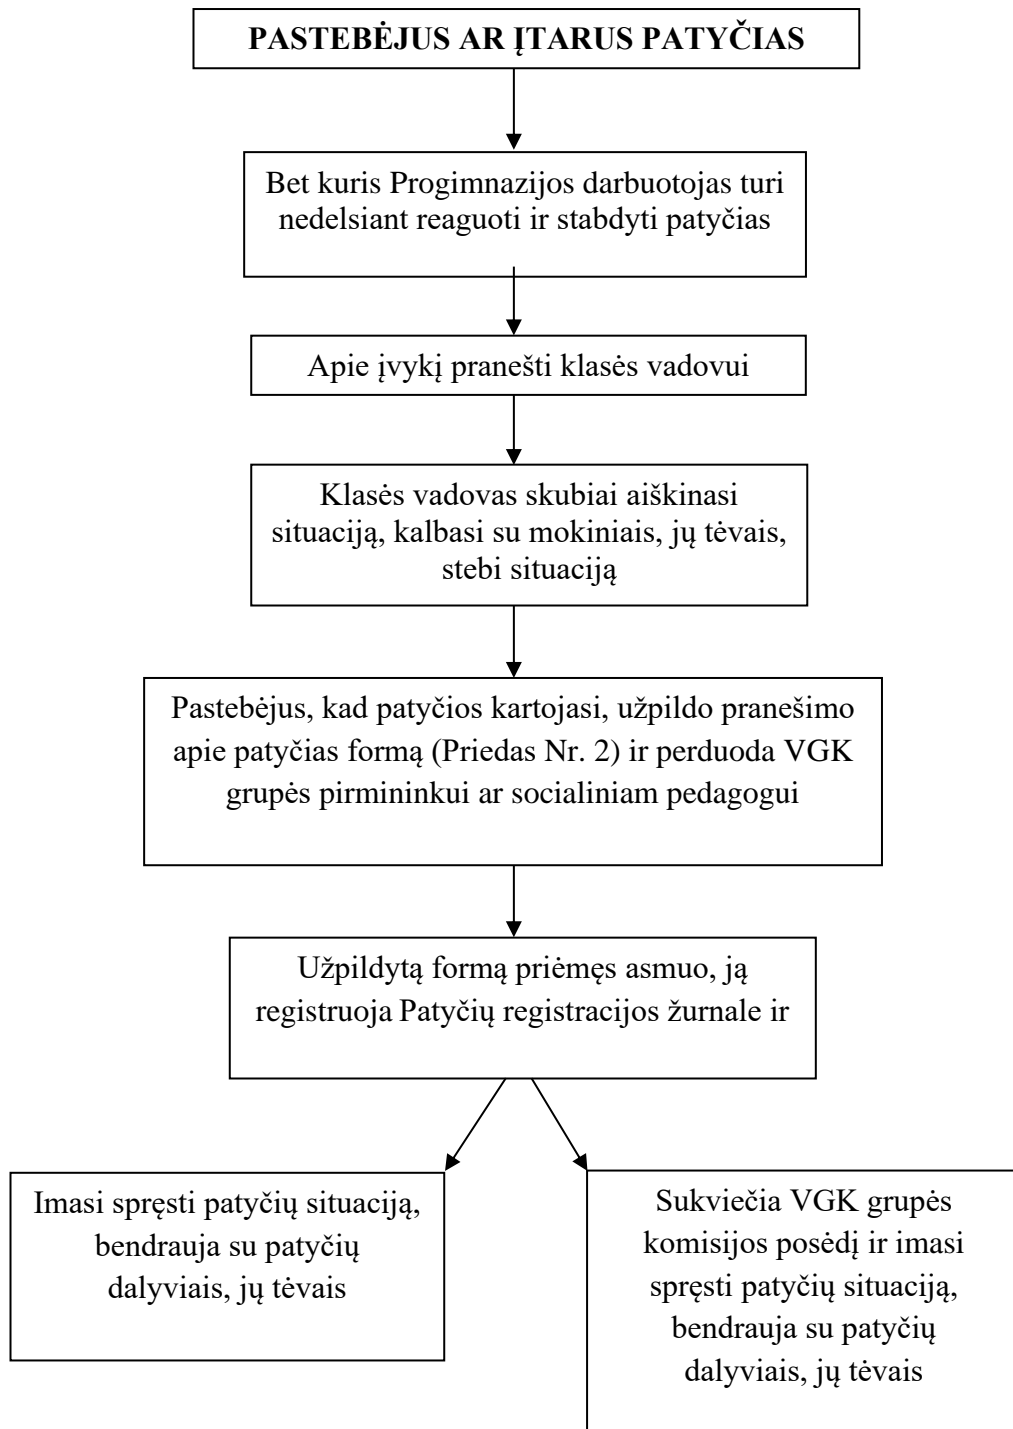 PASTEBĖJUS AR ĮTARUS PATYČIAS
Bet kuris Progimnazijos darbuotojas turi
nedelsiant reaguoti ir stabdyti patyčias
Apie įvykį pranešti klasės vadovui
Klasės vadovas skubiai aiškinasi
situaciją, kalbasi su mokiniais, jų tėvais,
stebi situaciją
Pastebėjus, kad patyčios kartojasi, užpildo pranešimo
apie patyčias formą (Priedas Nr. 2) ir perduoda VGK
grupės pirmininkui ar socialiniam pedagogui
Užpildytą formą priėmęs asmuo, ją
registruoja Patyčių registracijos žurnale ir
Imasi spręsti patyčių situaciją,
bendrauja su patyčių
dalyviais, jų tėvais
Sukviečia VGK grupės
komisijos posėdį ir imasi
spręsti patyčių situaciją,
bendrauja su patyčių
dalyviais, jų tėvais